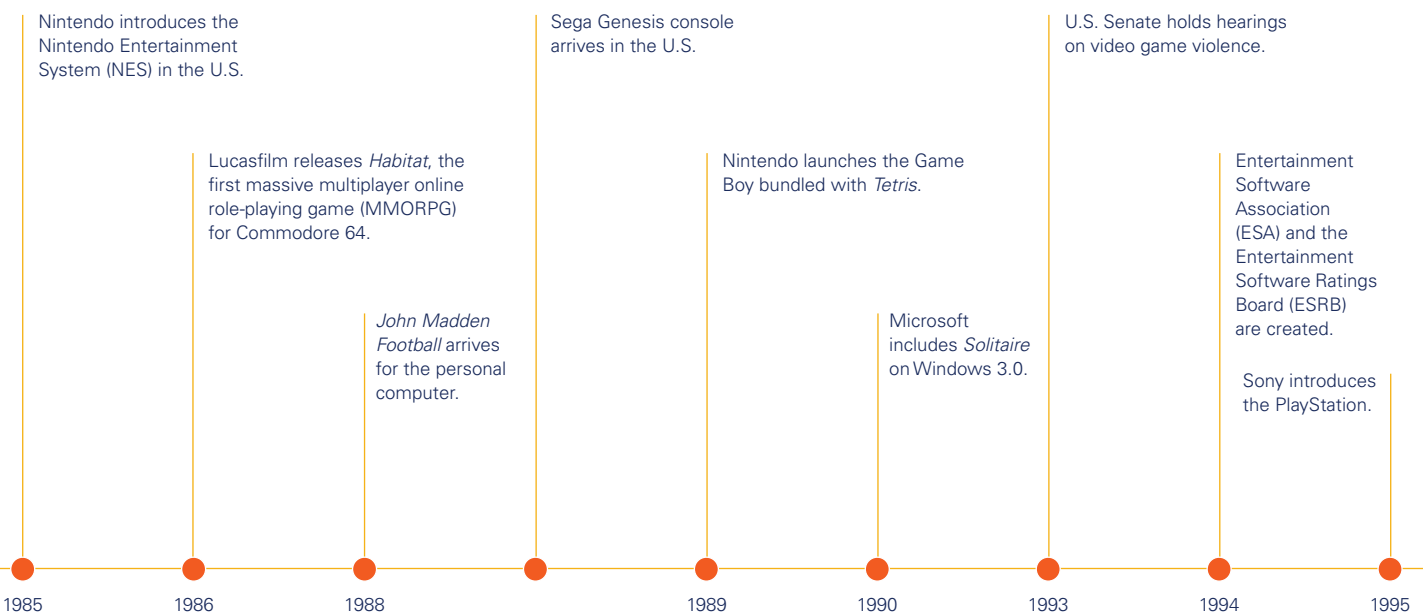 Nintendo introduces the
Nintendo Entertainment
System (NES) in the U.S.
Lucasfilm releases Habitat, the
first massive multiplayer online
role-playing game (MMORPG)
for Commodore 64.
John Madden
Football arrives
for the personal
computer.
Sega Genesis console
arrives in the U.S.
Nintendo launches the Game
Boy bundled with Tetris.
Microsoft
includes Solitaire
on Windows 3.0.
U.S. Senate holds hearings
on video game violence.
Entertainment
Software
Association
(ESA) and the
Entertainment
Software Ratings
Board (ESRB)
are created.
Sony introduces
the PlayStation.
1985
1986
1988
1989
1990
1993
1994
1995